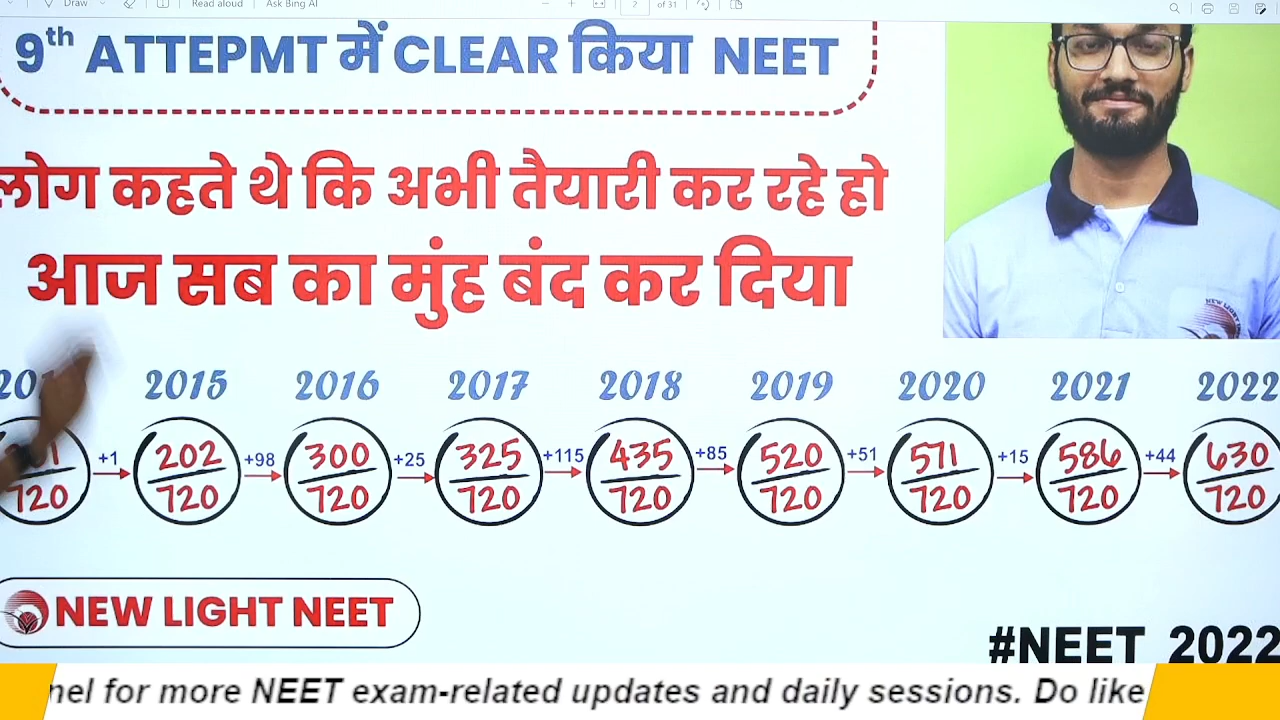 Draw Read aloud Ask Bing AI 2 of 31
9th ATTEPMT में CLEAR किया NEET
लोग कहते थे कि अभी तैयारी कर रहे हो
आज सब का मुंह बंद कर दिया
2015 2016 2017 2018 2019 2020 2021 2022
+1 202 +98 300 +25 325 +115 435 +85 520 +51 571 +15 586 +44 630
720 720 720 720 720 720 720 720 720
NEW LIGHT NEET
#NEET 2022
for more NEET exam-related updates and daily sessions. Do like